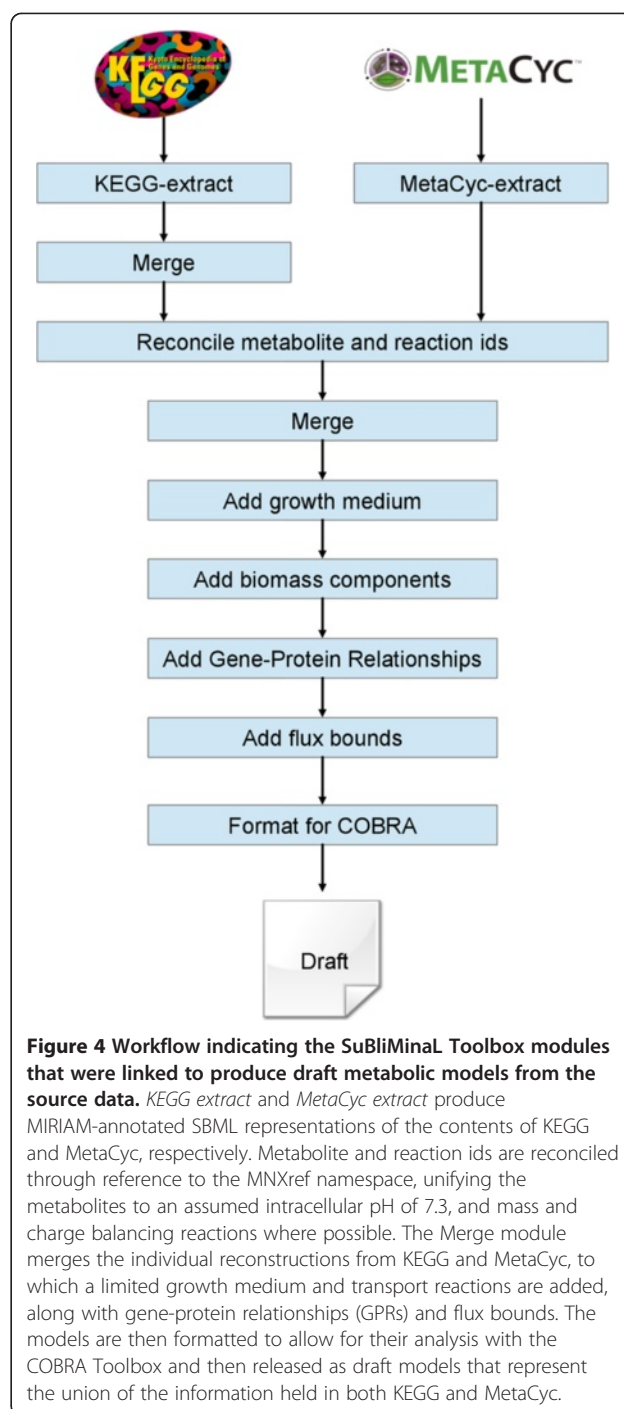 Kyoto Encyclopedia of
Genes and Genomes
KEGG
METACYC™
KEGG-extract
MetaCyc-extract
Merge
Reconcile metabolite and reaction ids
Merge
Add growth medium
Add biomass components
Add Gene-Protein Relationships
Add flux bounds
Format for COBRA
Draft
Figure 4 Workflow indicating the SuBliMinaL Toolbox modules
that were linked to produce draft metabolic models from the
source data. KEGG extract and MetaCyc extract produce
MIRIAM-annotated SBML representations of the contents of KEGG
and MetaCyc, respectively. Metabolite and reaction ids are reconciled
through reference to the MNXref namespace, unifying the
metabolites to an assumed intracellular pH of 7.3, and mass and
charge balancing reactions where possible. The Merge module
merges the individual reconstructions from KEGG and MetaCyc, to
which a limited growth medium and transport reactions are added,
along with gene-protein relationships (GPRs) and flux bounds. The
models are then formatted to allow for their analysis with the
COBRA Toolbox and then released as draft models that represent
the union of the information held in both KEGG and MetaCyc.